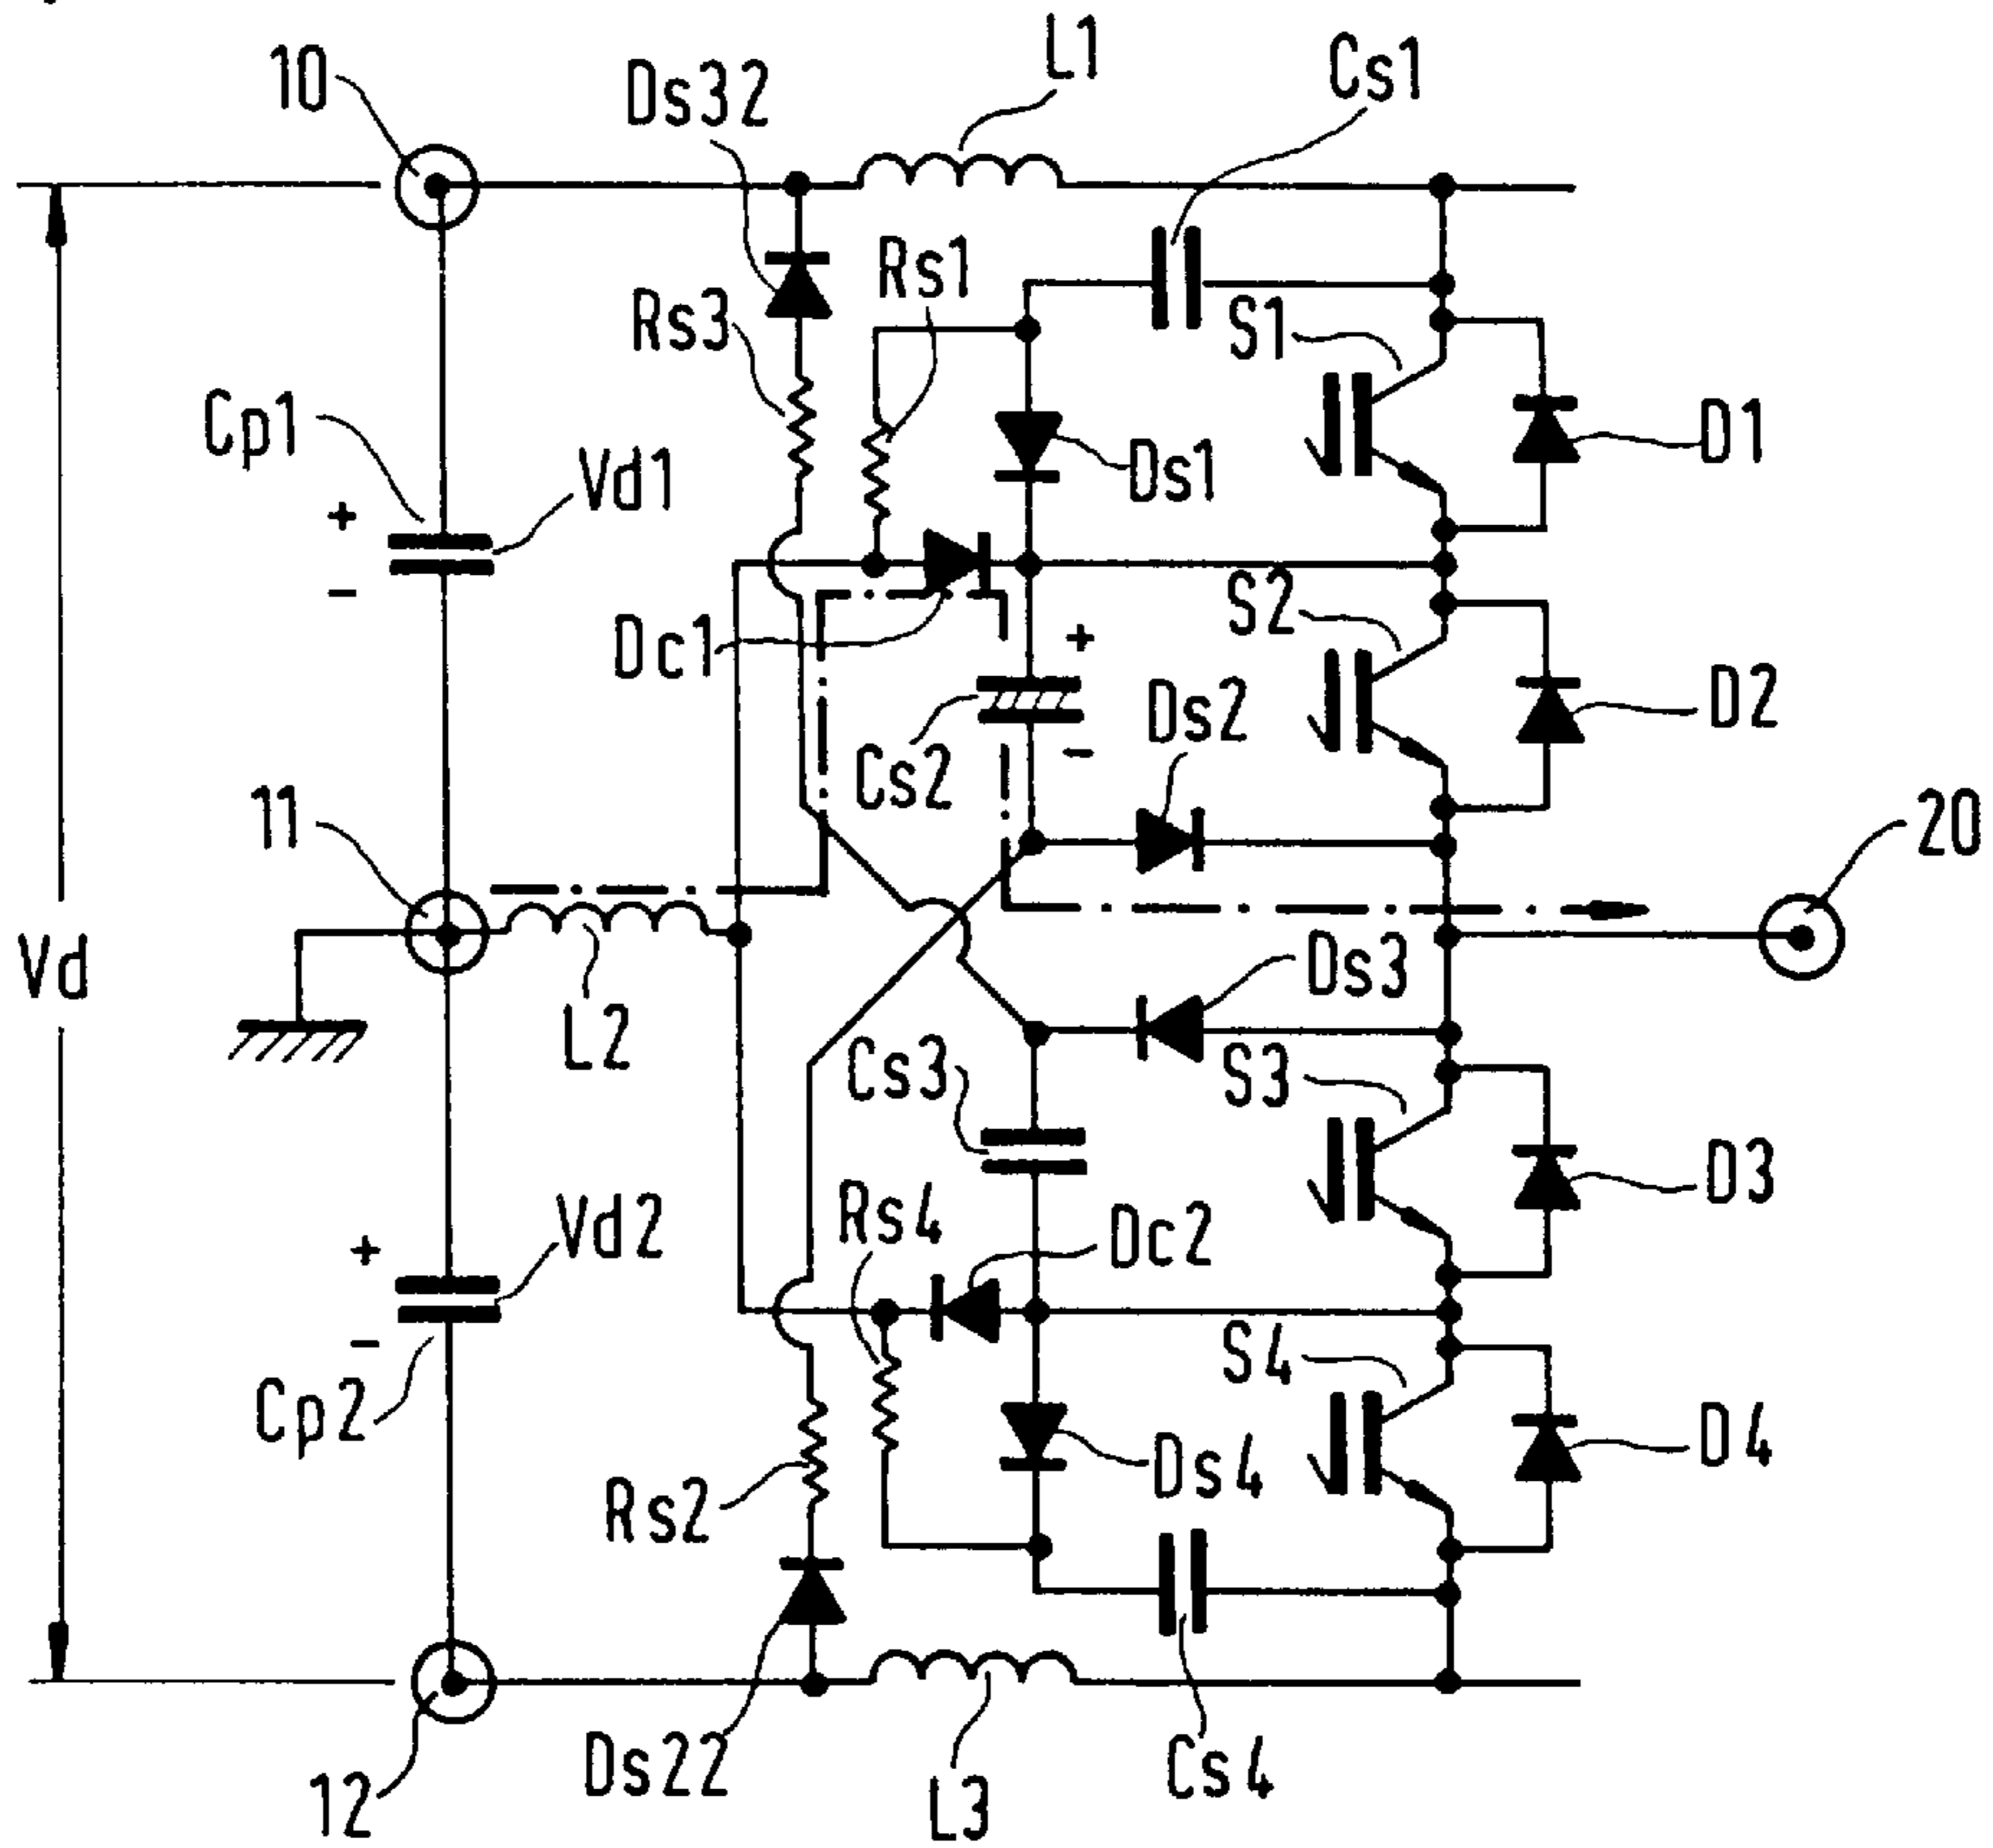 L1
10
Ds32
Cs1
Rs1
Rs3
S1
Cp1
D1
Vd1
Ds1
+
-
S2
Dc1
+
D2
Ds2
Cs2
-
11
20
Vd
Ds3
L2
Cs3
S3
D3
Rs4
Vd2
Dc2
+
-
S4
Cp2
D4
Ds4
Rs2
Ds22
Cs4
12
L3